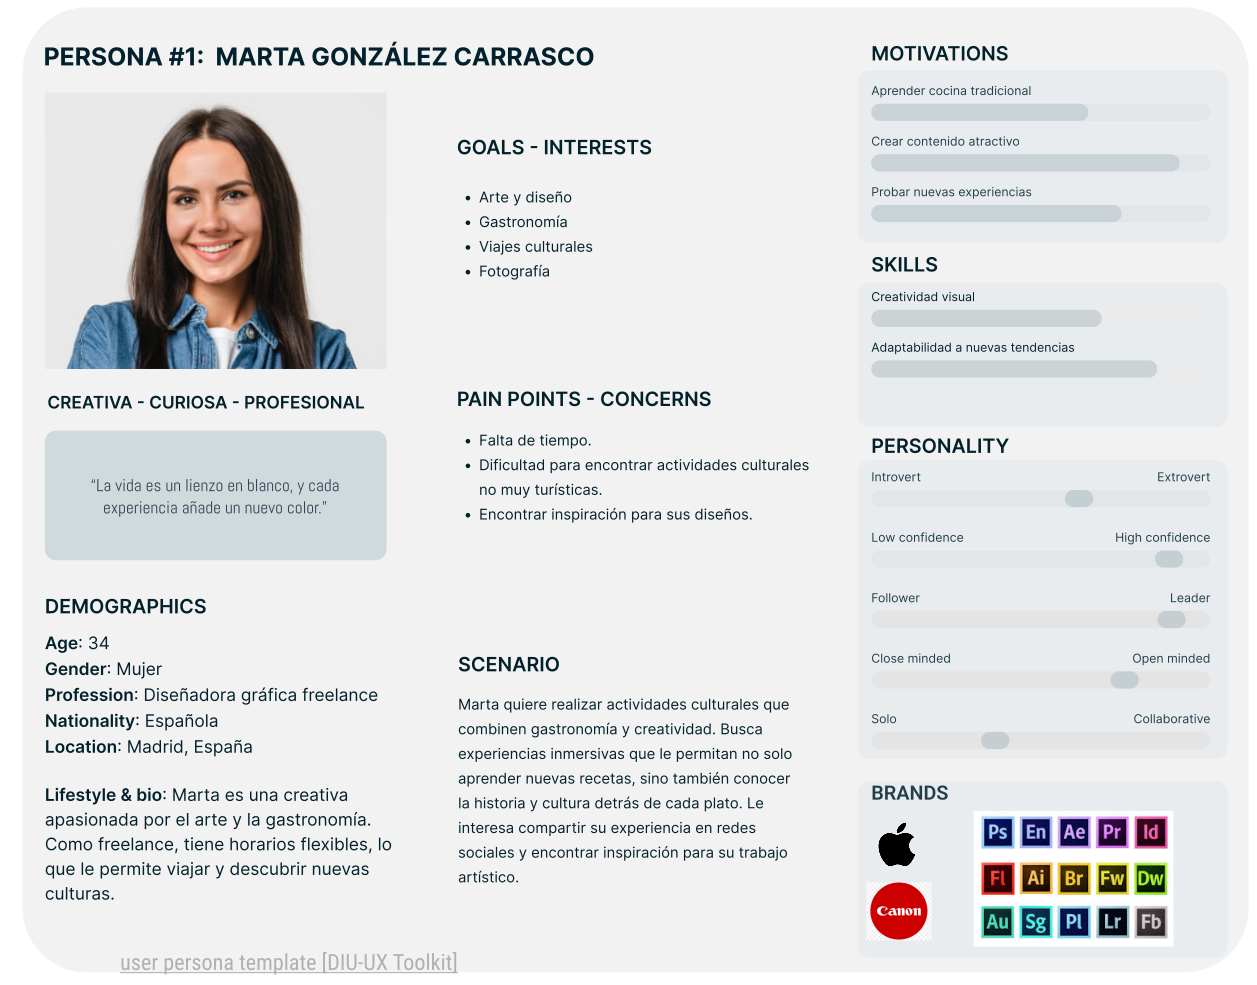 PERSONA #1: MARTA GONZÁLEZ CARRASCO
CREATIVA - CURIOSA - PROFESIONAL
“La vida es un lienzo en blanco, y cada
experiencia añade un nuevo color.”
DEMOGRAPHICS
Age: 34
Gender: Mujer
Profession: Diseñadora gráfica freelance
Nationality: Española
Location: Madrid, España
Lifestyle & bio: Marta es una creativa
apasionada por el arte y la gastronomía.
Como freelance, tiene horarios flexibles, lo
que le permite viajar y descubrir nuevas
culturas.
GOALS - INTERESTS
• Arte y diseño
• Gastronomía
• Viajes culturales
• Fotografía
PAIN POINTS - CONCERNS
• Falta de tiempo.
• Dificultad para encontrar actividades culturales
no muy turísticas.
• Encontrar inspiración para sus diseños.
SCENARIO
Marta quiere realizar actividades culturales que
combinen gastronomía y creatividad. Busca
experiencias inmersivas que le permitan no solo
aprender nuevas recetas, sino también conocer
la historia y cultura detrás de cada plato. Le
interesa compartir su experiencia en redes
sociales y encontrar inspiración para su trabajo
artístico.
MOTIVATIONS
Aprender cocina tradicional
Crear contenido atractivo
Probar nuevas experiencias
SKILLS
Creatividad visual
Adaptabilidad a nuevas tendencias
PERSONALITY
Introvert Extrovert
Low confidence High confidence
Follower Leader
Close minded Open minded
Solo Collaborative
BRANDS
Canon
Ps En Ae Pr Id
Fl Ai Br Fw Dw
Au Sg Pl Lr Fb
user persona template [DIU-UX Toolkit]